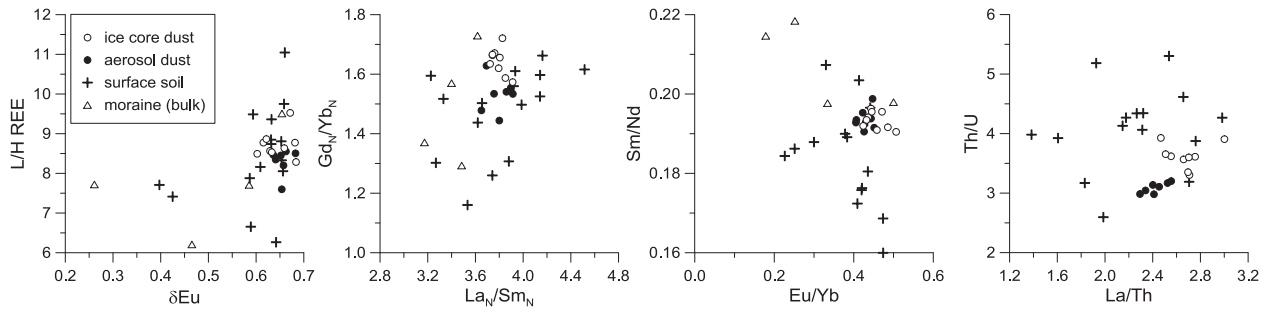 12
11
10
9
8
7
6
L/H REE
ice core dust
aerosol dust
surface soil
moraine (bulk)
0.2 0.3 0.4 0.5 0.6 0.7
δEu
1.8
1.6
1.4
1.2
1.0
GdN/YbN
2.8 3.2 3.6 4.0 4.4 4.8
LaN/SmN
0.22
0.20
0.18
0.16
Sm/Nd
0.0 0.2 0.4 0.6
Eu/Yb
6
5
4
3
2
Th/U
1.2 1.6 2.0 2.4 2.8 3.2
La/Th